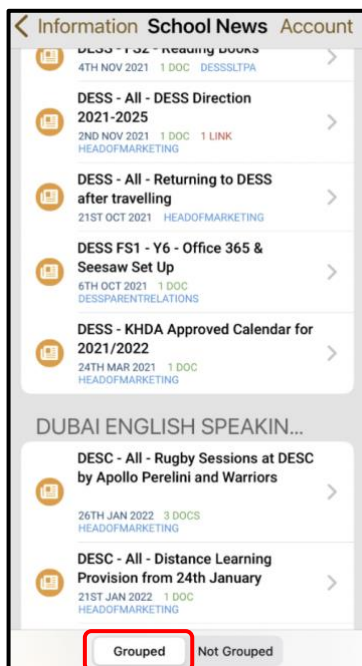 Information School News Account
DESS - FS2 - Reading Books
4TH NOV 2021 1 DOC DESSSLTPA
DESS - All - DESS Direction
2021-2025
2ND NOV 2021 1 DOC 1 LINK
HEADOFMARKETING
DESS - All - Returning to DESS
after travelling
21ST OCT 2021 HEADOFMARKETING
DESS FS1 - Y6 - Office 365 &
Seesaw Set Up
6TH OCT 2021 1 DOC
DESSPARENTRELATIONS
DESS - KHDA Approved Calendar for
2021/2022
24TH MAR 2021 1 DOC
HEADOFMARKETING
DUBAI ENGLISH SPEAKIN...
DESC - All - Rugby Sessions at DESC
by Apollo Perelini and Warriors
26TH JAN 2022 3 DOCS
HEADOFMARKETING
DESC - All - Distance Learning
Provision from 24th January
21ST JAN 2022 1 DOC
HEADOFMARKETING
Grouped Not Grouped